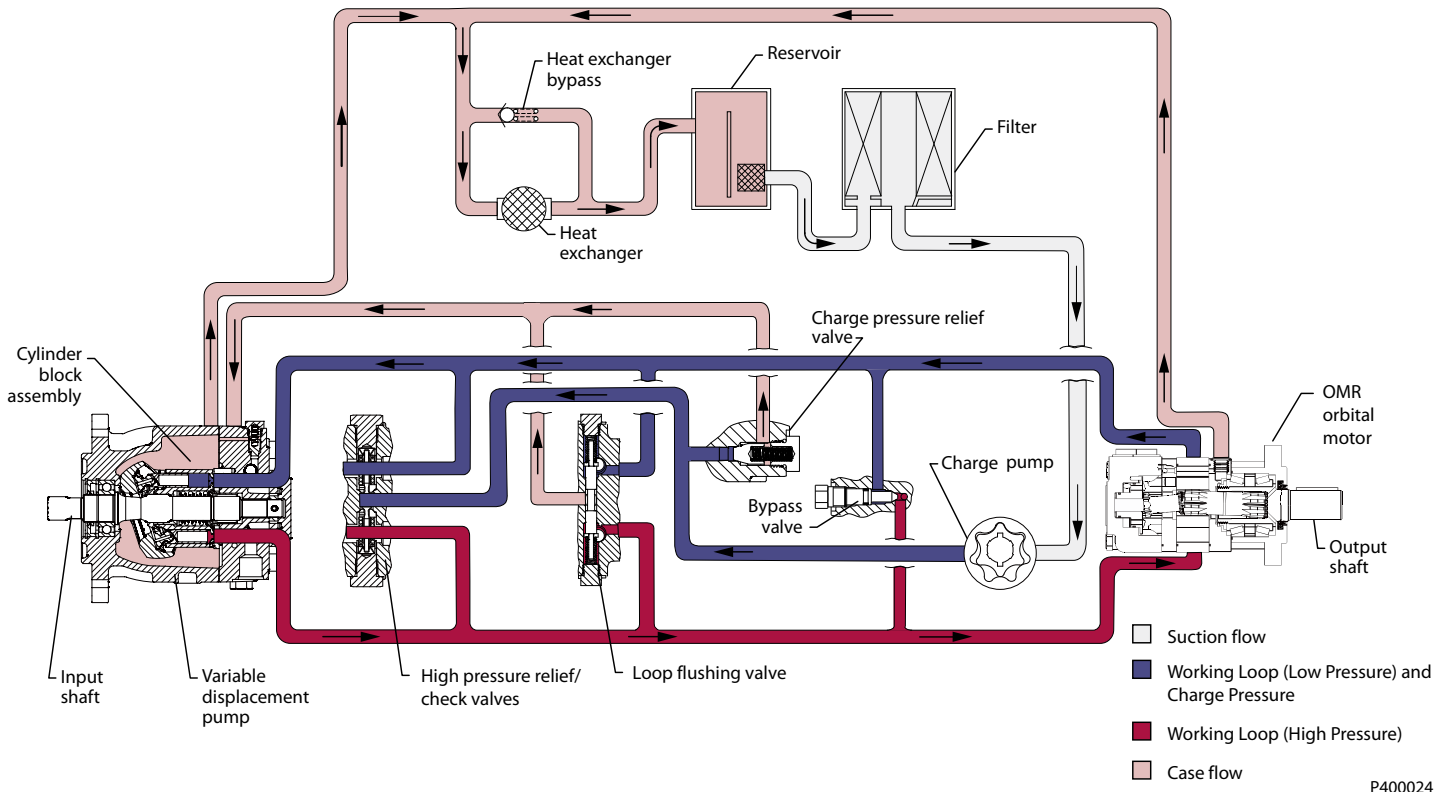 Heat exchanger
bypass
Reservoir
Filter
Heat
exchanger
Charge pressure relief
valve
Cylinder
block
assembly
OMR
orbital
motor
Charge pump
Bypass
valve
Output
shaft
Input
shaft
Variable
displacement
pump
High pressure relief/
check valves
Loop flushing valve
Suction flow
Working Loop (Low Pressure) and
Charge Pressure
Working Loop (High Pressure)
Case flow
P400024